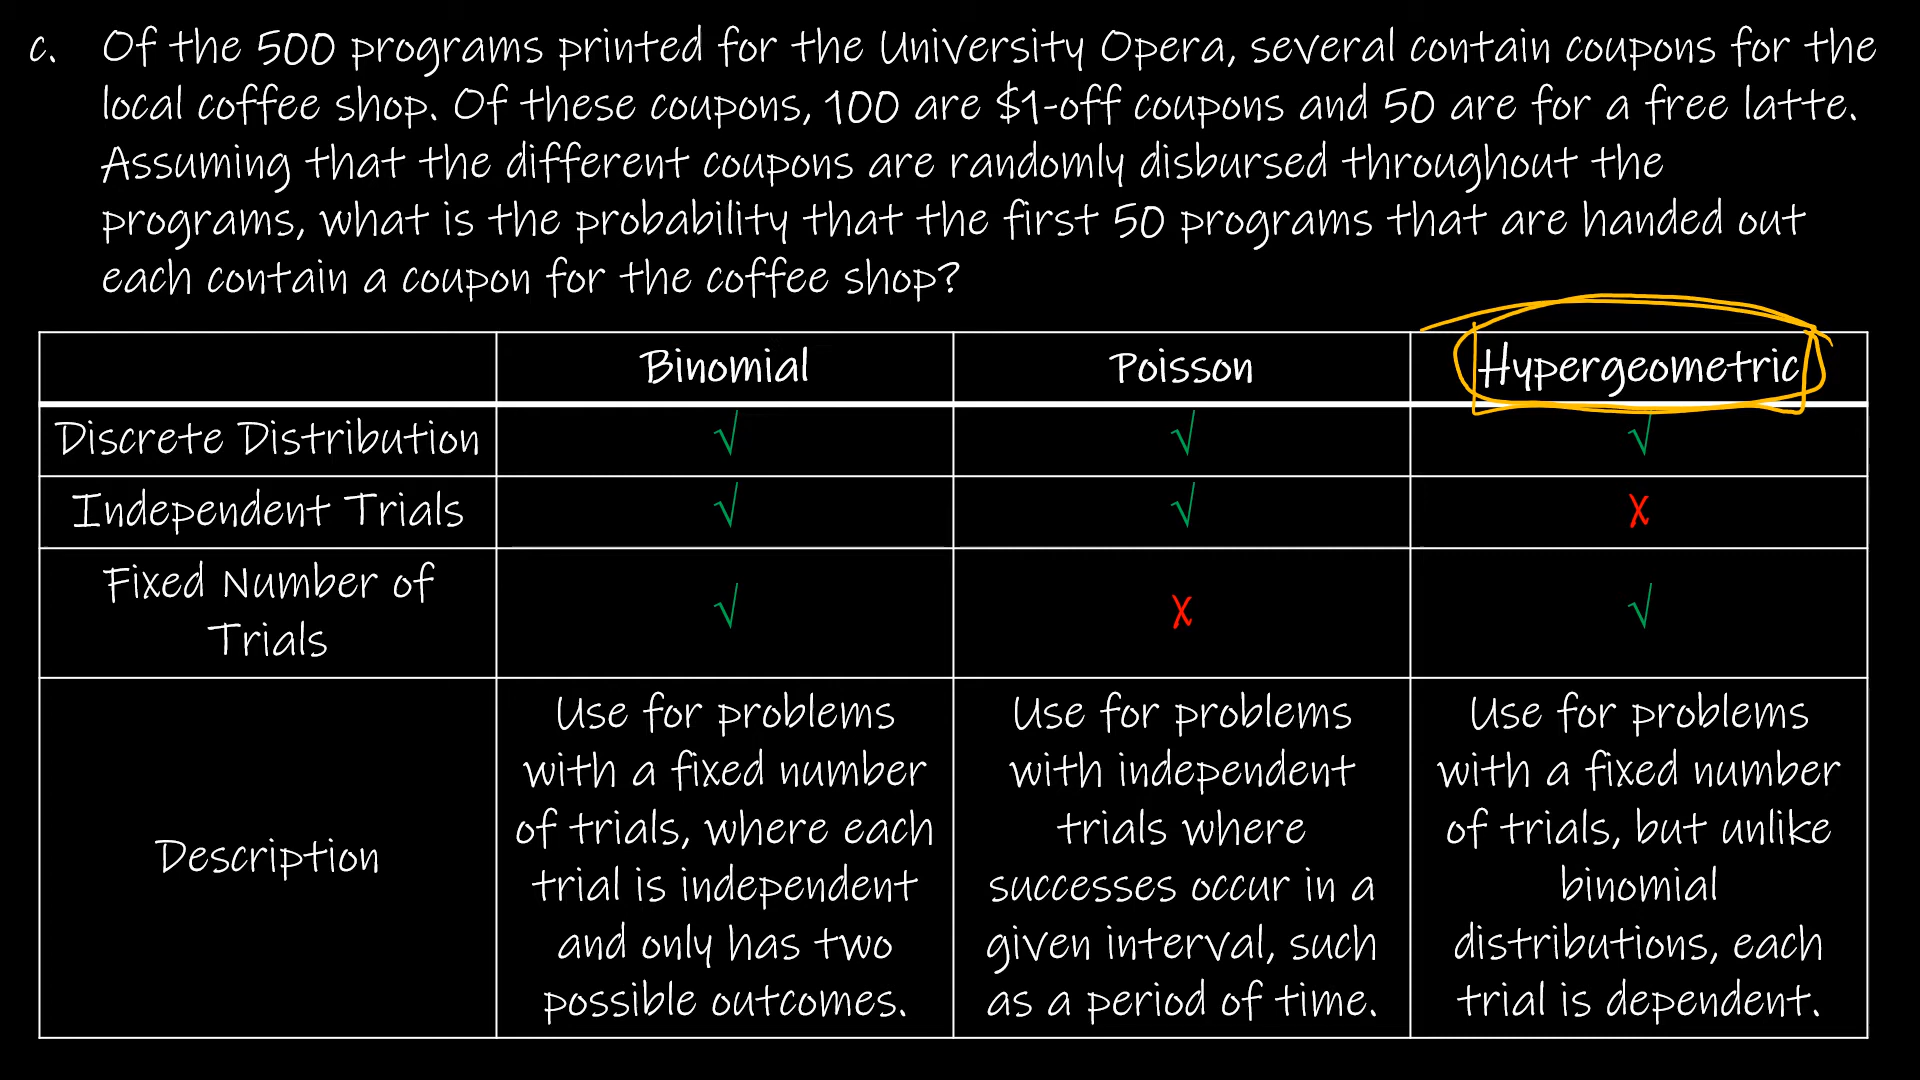 c. Of the 500 programs printed for the University Opera, several contain coupons for the
local coffee shop. Of these coupons, 100 are $1-off coupons and 50 are for a free latte.
Assuming that the different coupons are randomly disbursed throughout the
programs, what is the probability that the first 50 programs that are handed out
each contain a coupon for the coffee shop?
Binomial Poisson Hypergeometric
Discrete Distribution √ √ √
Independent Trials √ √ X
Fixed Number of
Trials √ X √
Description
Use for problems
with a fixed number
of trials, where each
trial is independent
and only has two
possible outcomes.
Use for problems
with independent
trials where
successes occur in a
given interval, such
as a period of time.
Use for problems
with a fixed number
of trials, but unlike
binomial
distributions, each
trial is dependent.